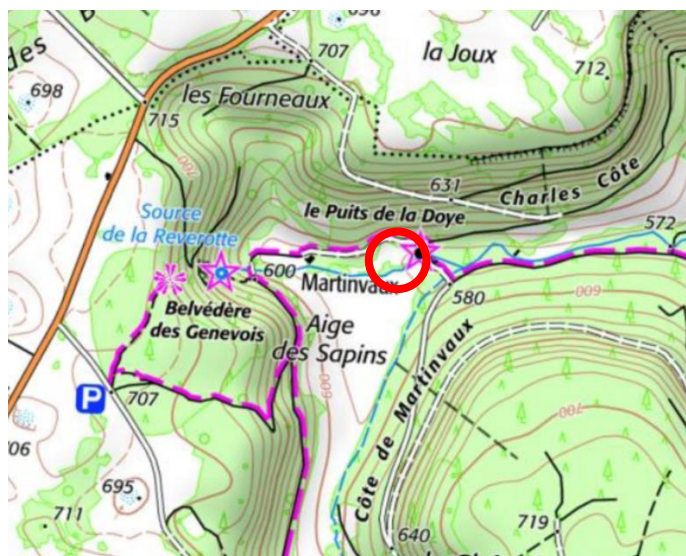 707
la Joux
698
les Fourneaux
712
715
700
631
Charles Côte
Source
de la Reverotte
le Puits de la Doye
572
600
Martinvaux
580
600
Belvédère
des Genevois
Aige
des Sapins
600
Côte de Martinvaux
P
707
700
695
711
719
640